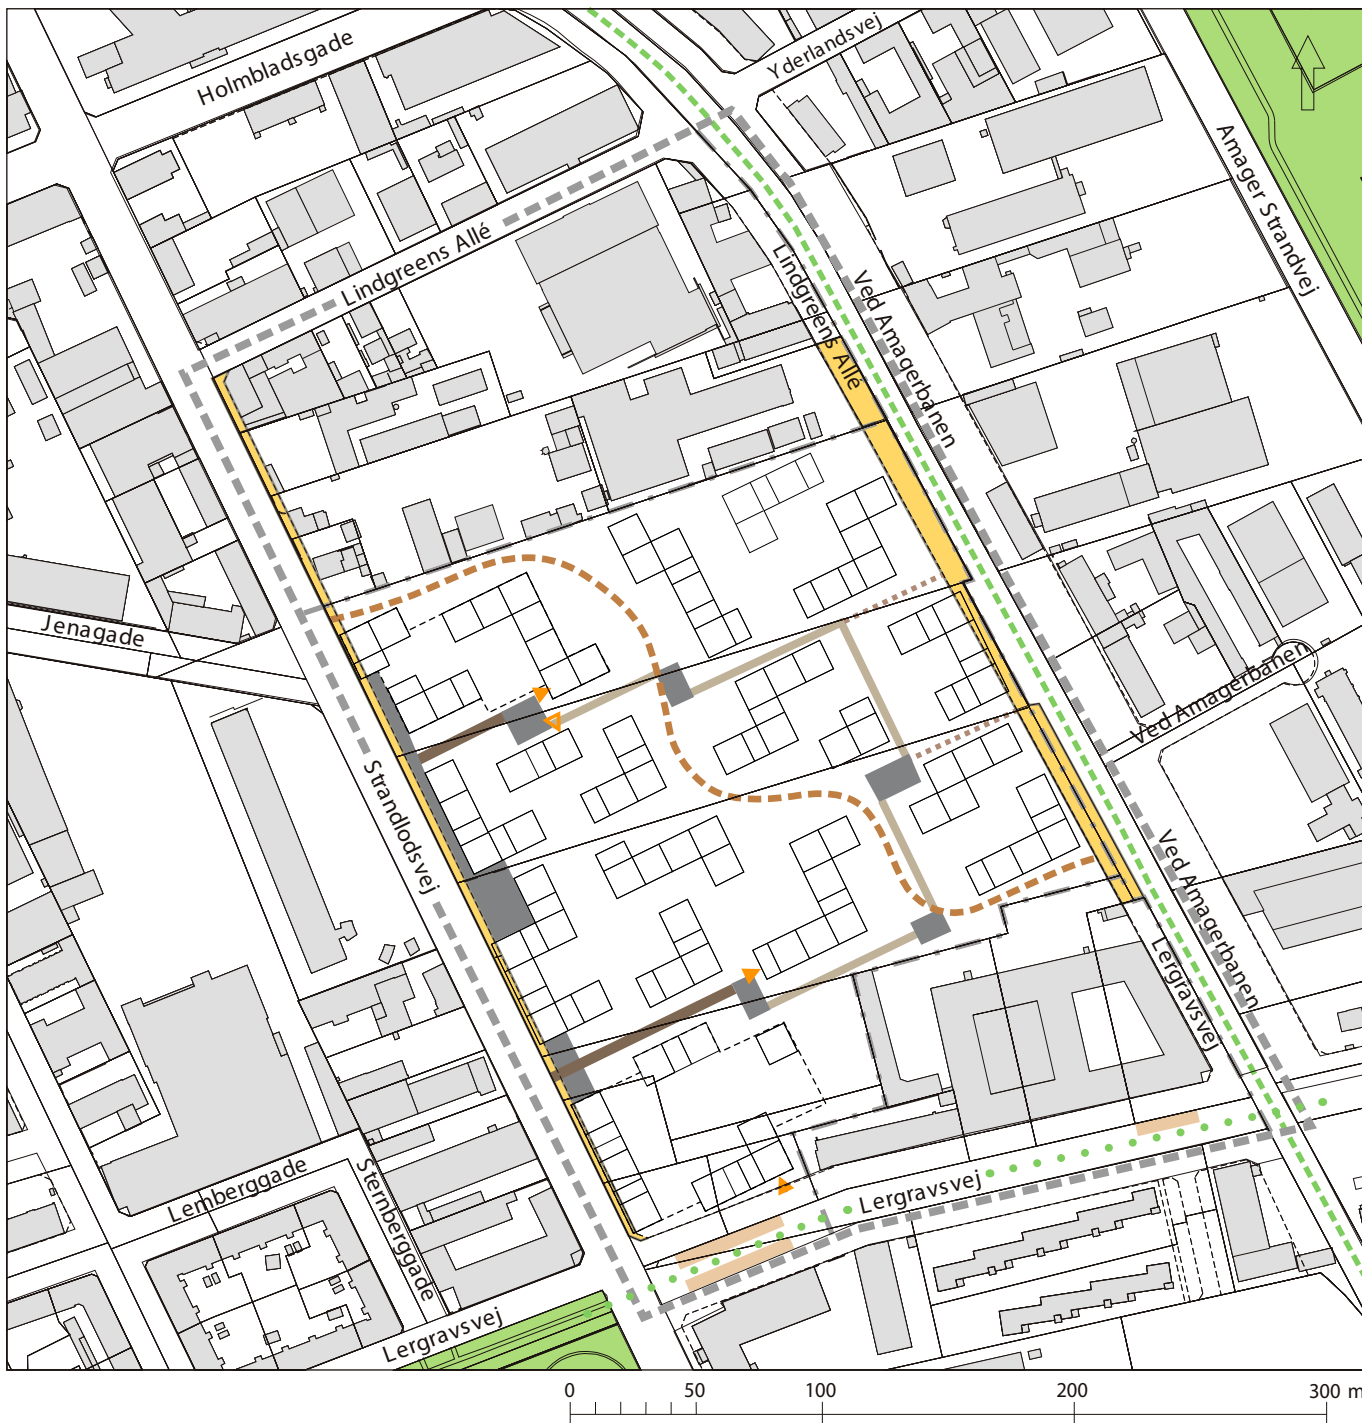 Holmbladsgade
Yderlandsvej
Amager Strandvej
Lindgreens Allé
Lindgreens Allé
Ved Amagerbanen
Jenagade
Ved Amagerbanen
Strandlodsvej
Ved Amagerbanen
Lergravsvej
Lemberggade
Sternberggade
Lergravsvej
Lergravsvej
0 50 100 200 300 m